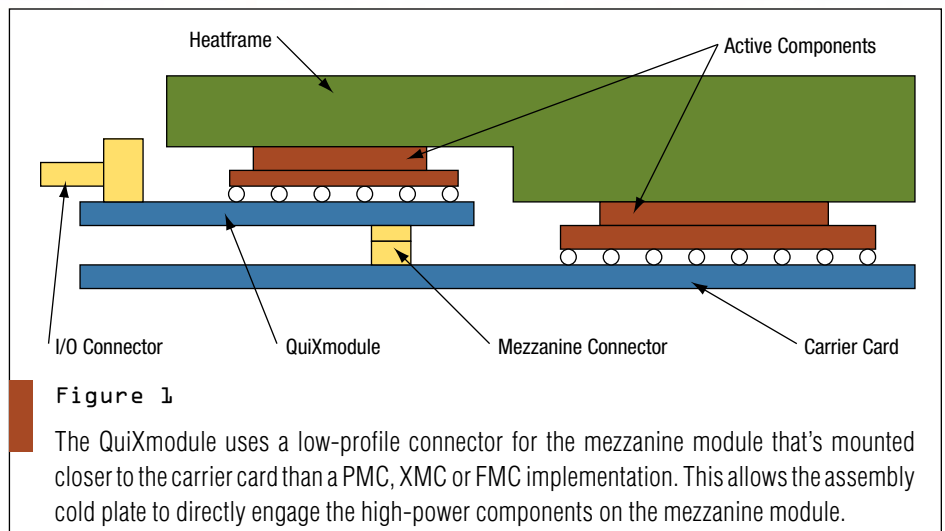 Heatframe
Active Components
I/O Connector
QuiXmodule
Mezzanine Connector
Carrier Card
Figure 1
The QuiXmodule uses a low-profile connector for the mezzanine module that's mounted
closer to the carrier card than a PMC, XMC or FMC implementation. This allows the assembly
cold plate to directly engage the high-power components on the mezzanine module.